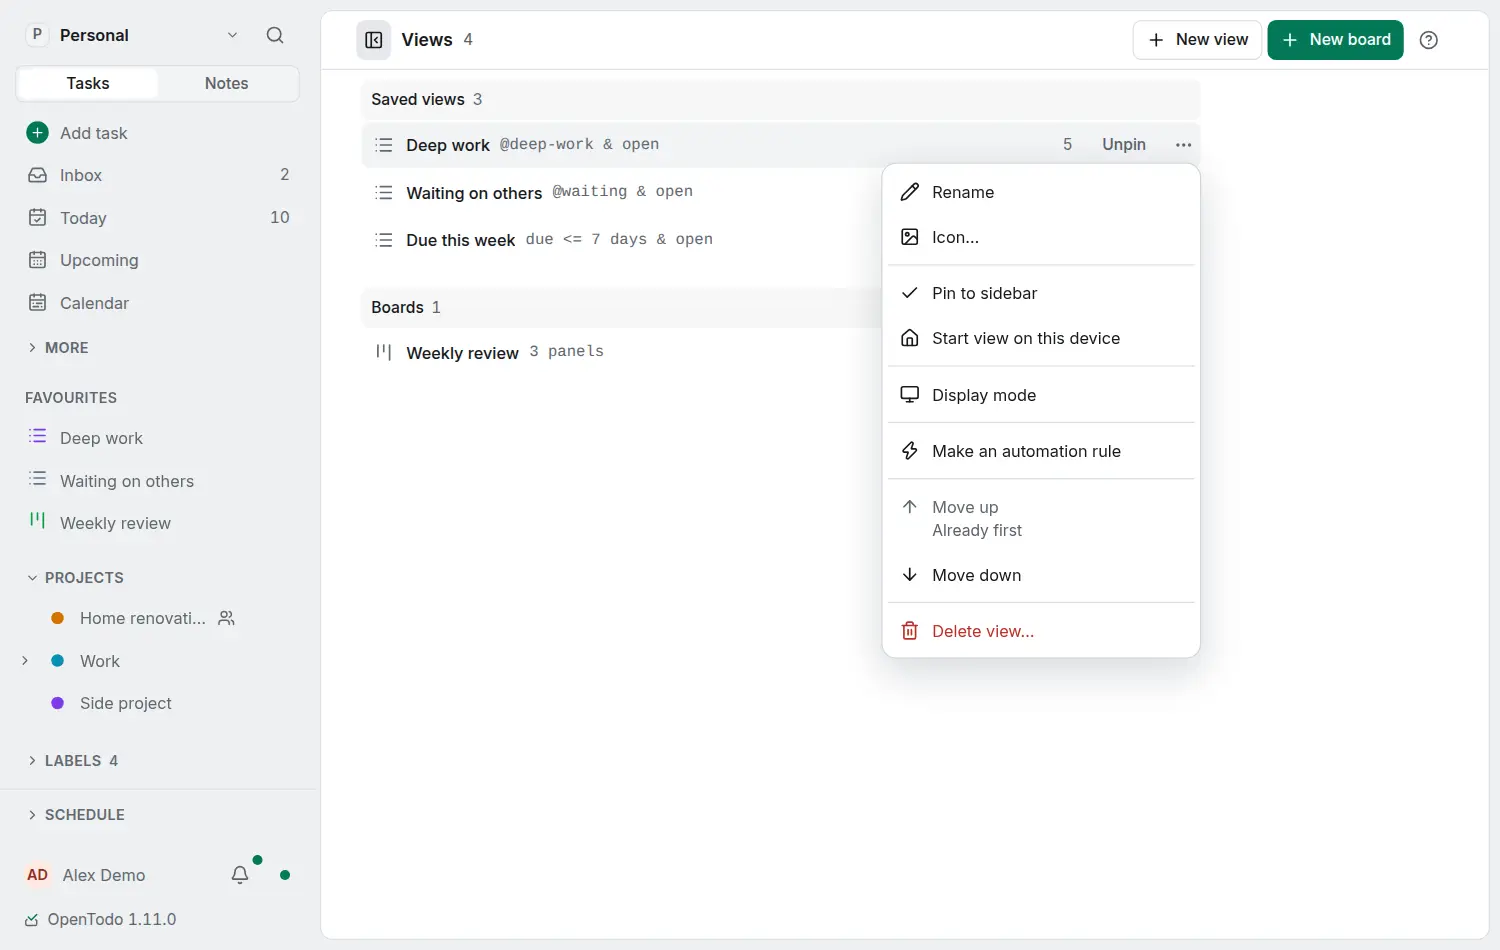 P Personal
Tasks Notes
Add task
Inbox 2
Today 10
Upcoming
Calendar
MORE
FAVOURITES
Deep work
Waiting on others
Weekly review
PROJECTS
Home renovati...
Work
Side project
LABELS 4
SCHEDULE
AD Alex Demo
OpenTodo 1.11.0
Views 4
New view
New board
Saved views 3
Deep work @deep-work & open 5 Unpin
Waiting on others @waiting & open
Due this week due <= 7 days & open
Boards 1
Weekly review 3 panels
Rename
Icon...
Pin to sidebar
Start view on this device
Display mode
Make an automation rule
Move up
Already first
Move down
Delete view...